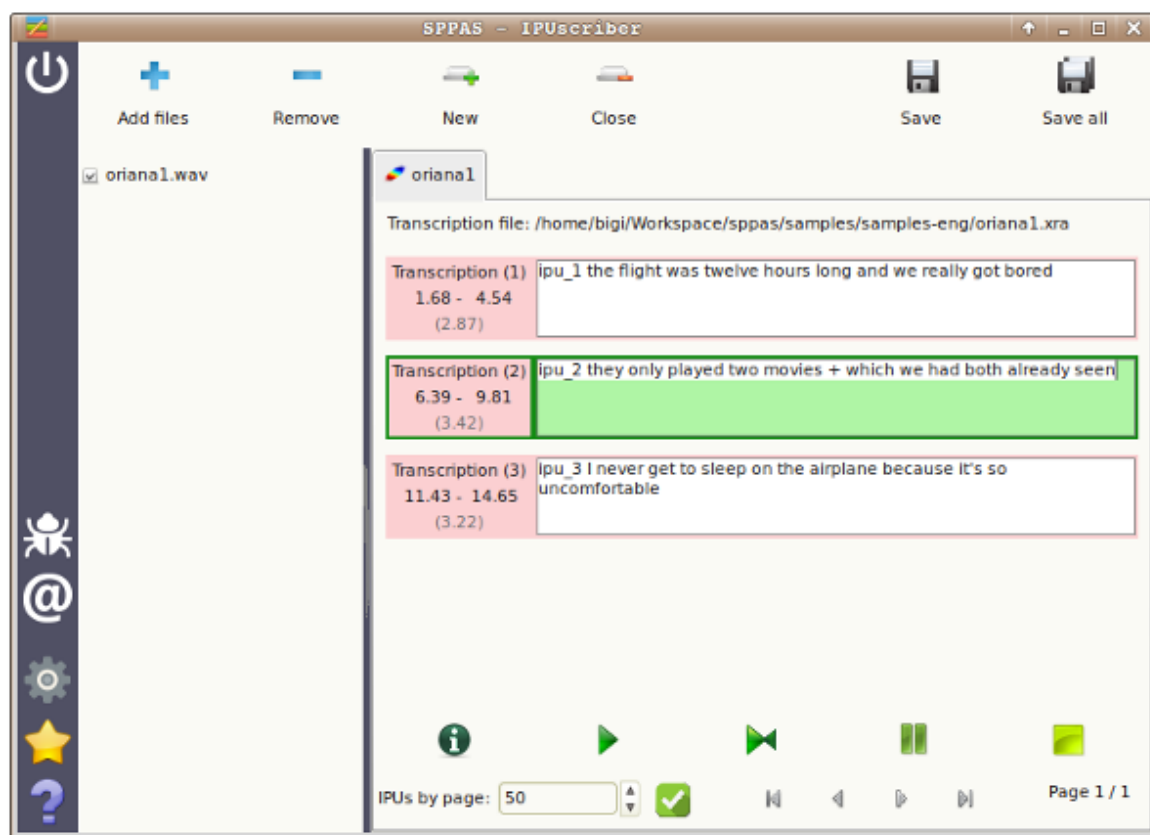 SPPAS - IPUscriber
Add files
Remove
New
Close
Save
Save all
oriana1.wav
oriana1
Transcription file: /home/bigi/Workspace/sppas/samples/samples-eng/oriana1.xra
Transcription (1)
1.68 - 4.54
(2.87)
ipu_1 the flight was twelve hours long and we really got bored
Transcription (2)
6.39 - 9.81
(3.42)
ipu_2 they only played two movies + which we had both already seen
Transcription (3)
11.43 - 14.65
(3.22)
ipu_3 I never get to sleep on the airplane because it's so
uncomfortable
IPUs by page: 50
Page 1 / 1